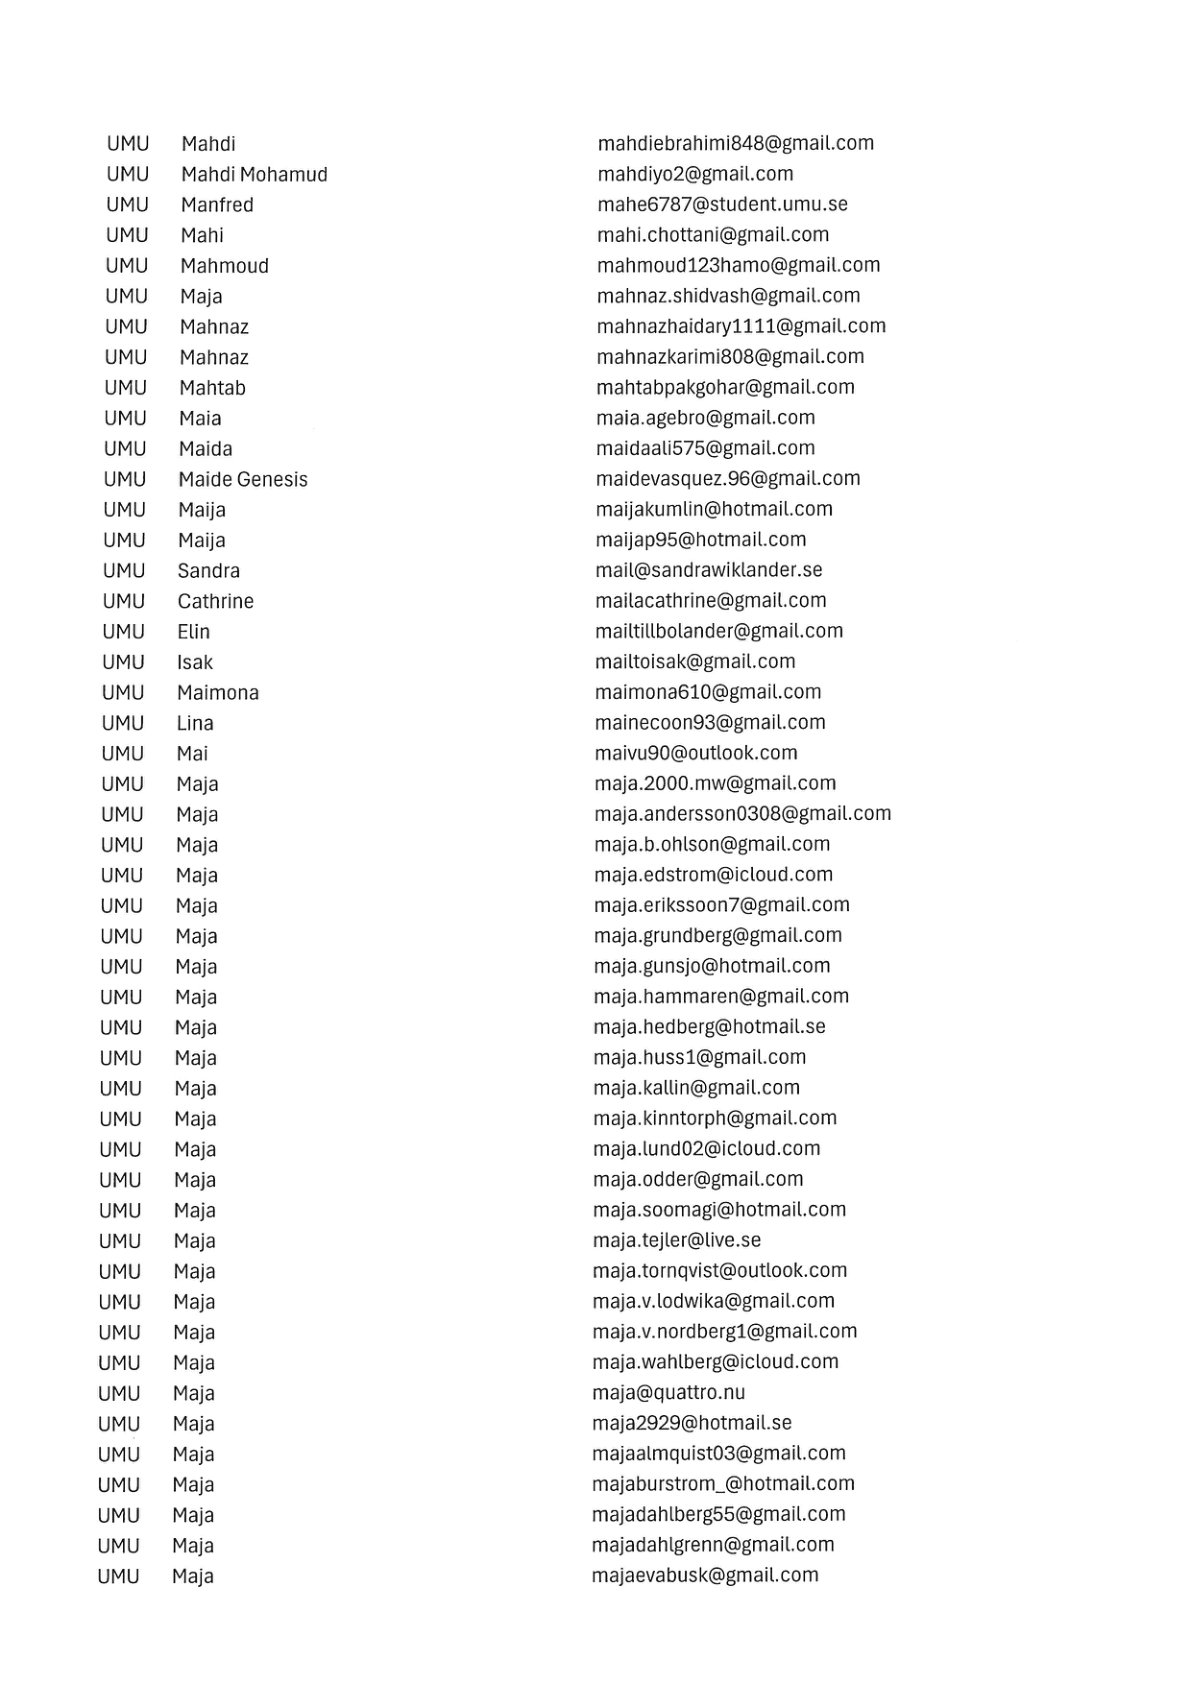 UMU Mahdi mahdiebrahimi848@gmail.com
UMU Mahdi Mohamud mahdiyo2@gmail.com
UMU Manfred mahe6787@student.umu.se
UMU Mahi mahi.chottani@gmail.com
UMU Mahmoud mahmoud123hamo@gmail.com
UMU Maja mahnaz.shidvash@gmail.com
UMU Mahnaz mahnazhaidary1111@gmail.com
UMU Mahnaz mahnazkarimi808@gmail.com
UMU Mahtab mahtabpakgohar@gmail.com
UMU Maia maia.agebro@gmail.com
UMU Maida maidaali575@gmail.com
UMU Maide Genesis maidevasquez.96@gmail.com
UMU Maija maijakumlin@hotmail.com
UMU Maija maijap95@hotmail.com
UMU Sandra mail@sandrawiklander.se
UMU Cathrine mailacathrine@gmail.com
UMU Elin mailtillbolander@gmail.com
UMU Isak mailtoisak@gmail.com
UMU Maimona maimona610@gmail.com
UMU Lina mainecoon93@gmail.com
UMU Mai maivu90@outlook.com
UMU Maja maja.2000.mw@gmail.com
UMU Maja maja.andersson0308@gmail.com
UMU Maja maja.b.ohlson@gmail.com
UMU Maja maja.edstrom@icloud.com
UMU Maja maja.erikssoon7@gmail.com
UMU Maja maja.grundberg@gmail.com
UMU Maja maja.gunsjo@hotmail.com
UMU Maja maja.hammaren@gmail.com
UMU Maja maja.hedberg@hotmail.se
UMU Maja maja.huss1@gmail.com
UMU Maja maja.kallin@gmail.com
UMU Maja maja.kinntorph@gmail.com
UMU Maja maja.lund02@icloud.com
UMU Maja maja.odder@gmail.com
UMU Maja maja.soomagi@hotmail.com
UMU Maja maja.tejler@live.se
UMU Maja maja.tornqvist@outlook.com
UMU Maja maja.v.lodwika@gmail.com
UMU Maja maja.v.nordberg1@gmail.com
UMU Maja maja.wahlberg@icloud.com
UMU Maja maja@quattro.nu
UMU Maja maja2929@hotmail.se
UMU Maja majaalmquist03@gmail.com
UMU Maja majaburstrom_@hotmail.com
UMU Maja majadahlberg55@gmail.com
UMU Maja majadahlgrenn@gmail.com
UMU Maja majaevabusk@gmail.com